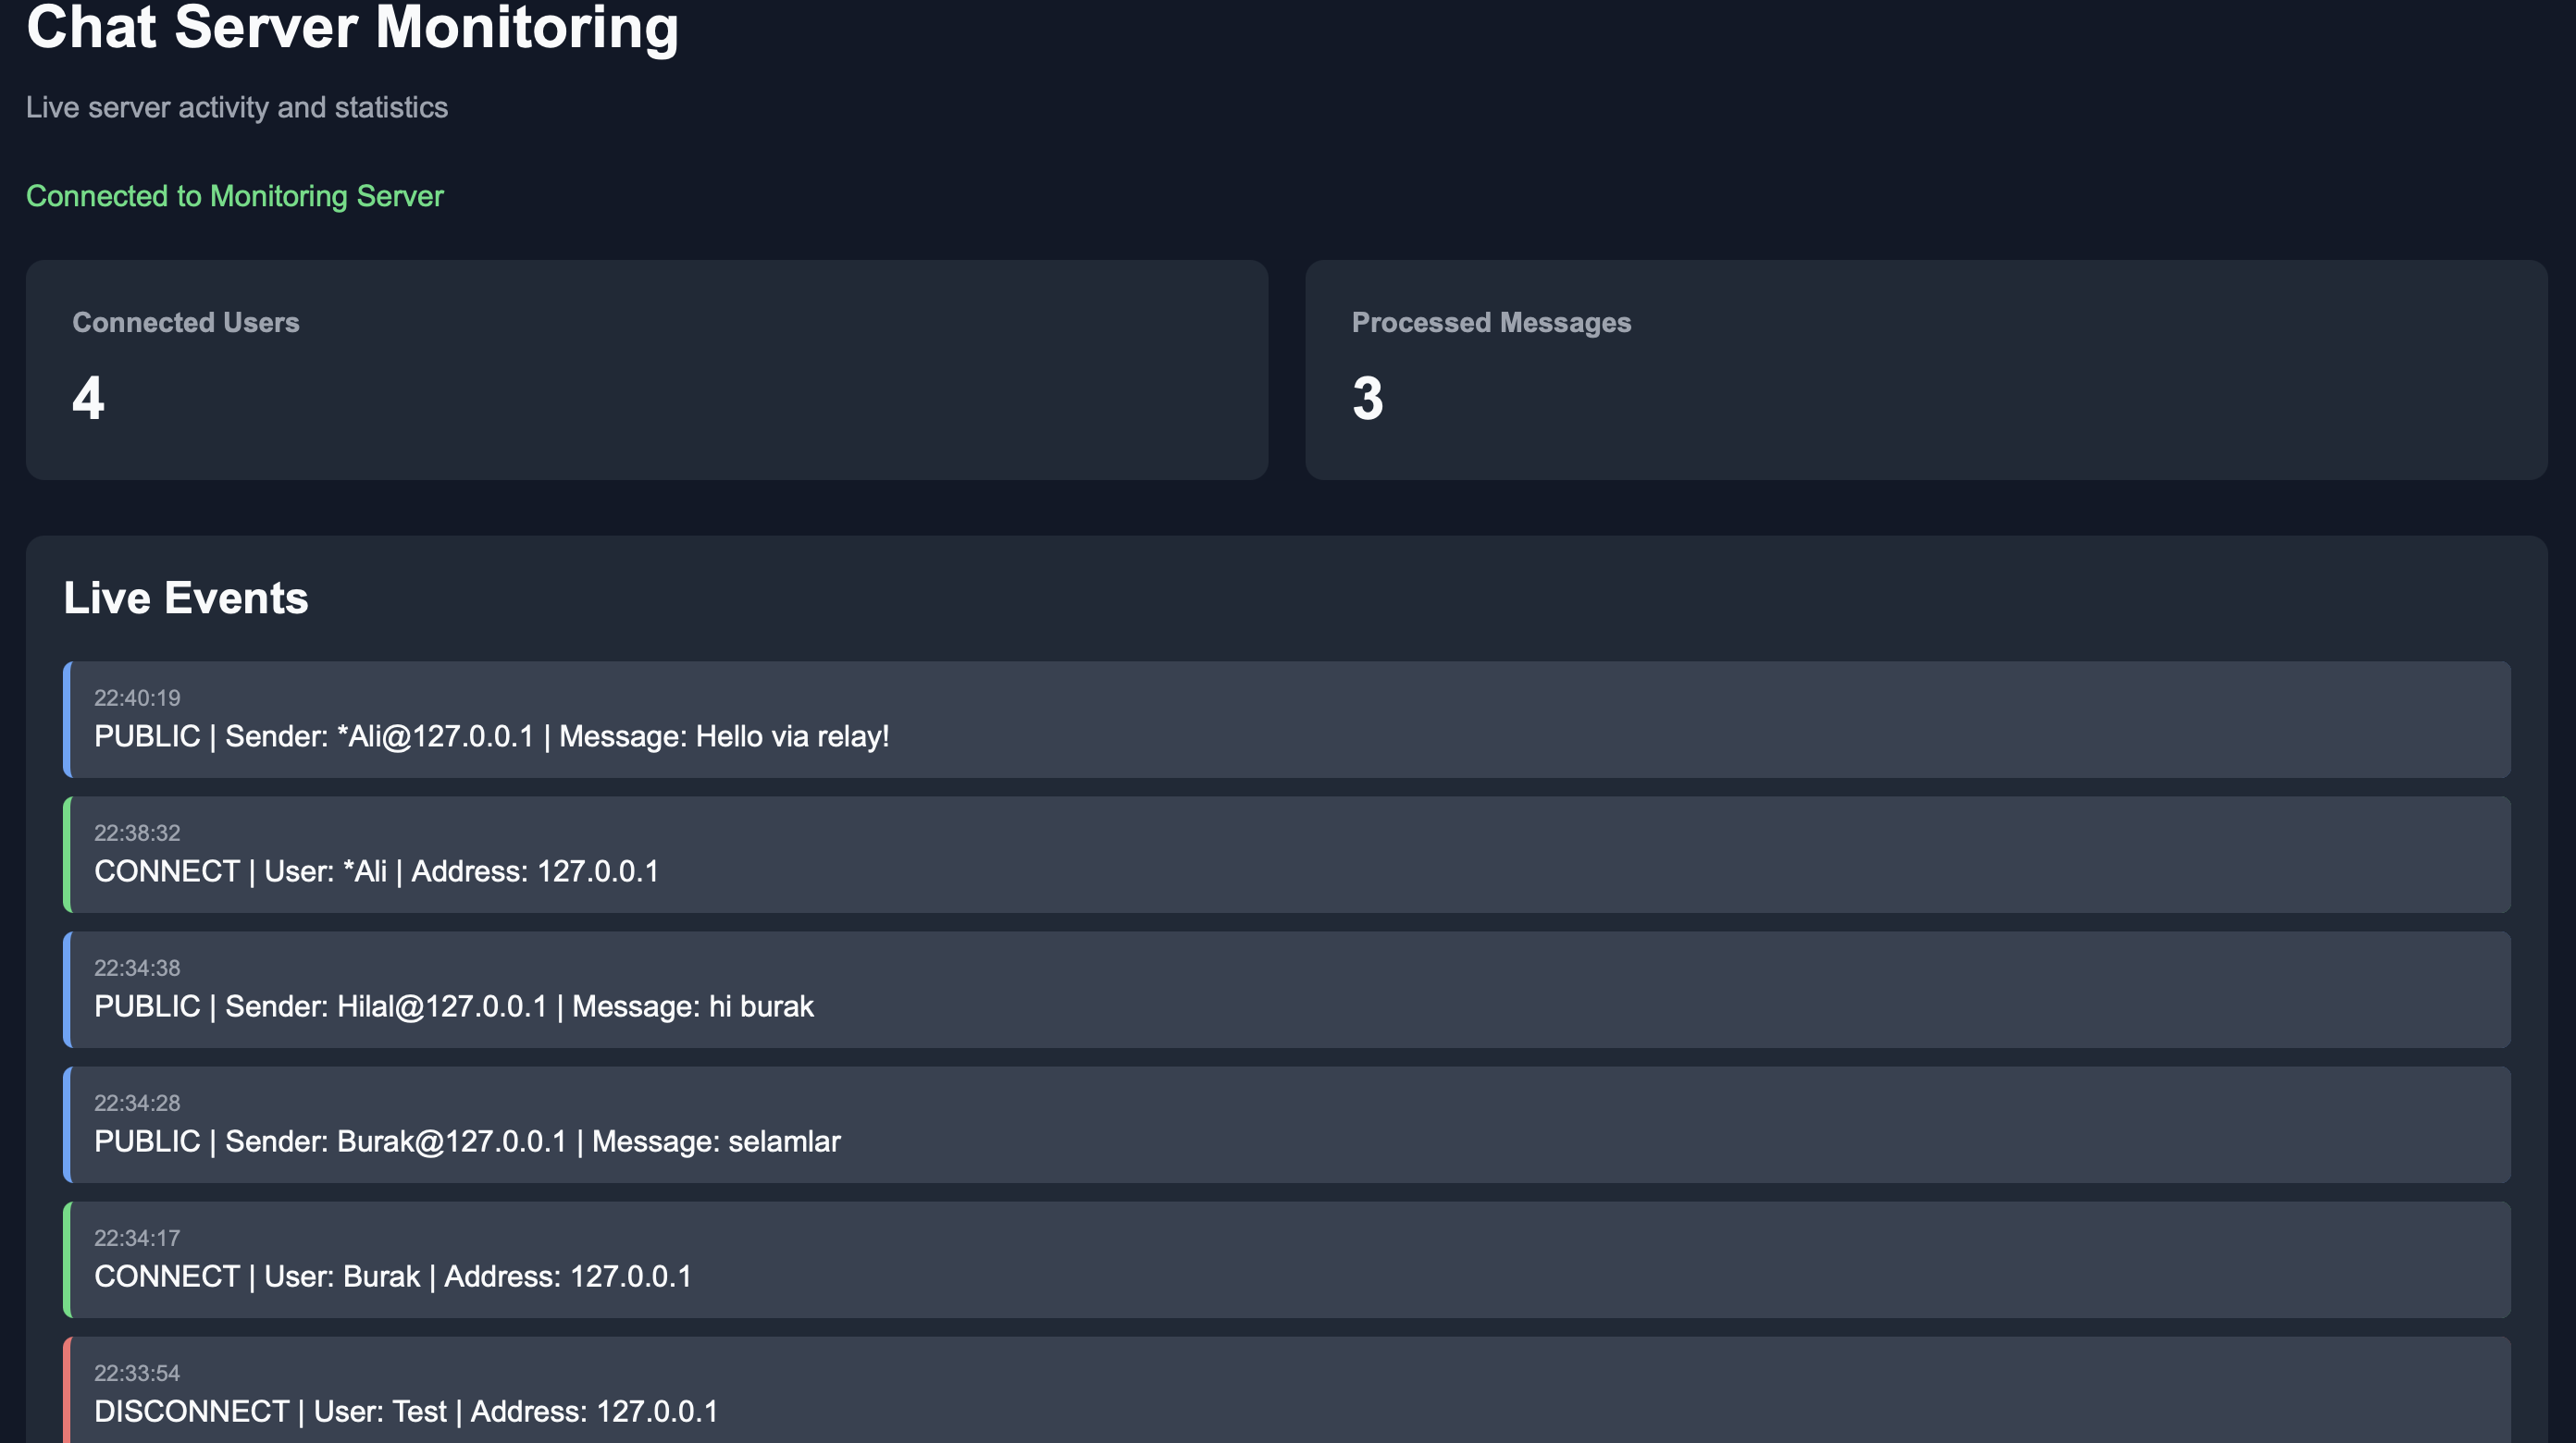 Chat Server Monitoring
Live server activity and statistics
Connected to Monitoring Server
Connected Users
4
Processed Messages
3
Live Events
22:40:19
PUBLIC | Sender: *Ali@127.0.0.1 | Message: Hello via relay!
22:38:32
CONNECT | User: *Ali | Address: 127.0.0.1
22:34:38
PUBLIC | Sender: Hilal@127.0.0.1 | Message: hi burak
22:34:28
PUBLIC | Sender: Burak@127.0.0.1 | Message: selamlar
22:34:17
CONNECT | User: Burak | Address: 127.0.0.1
22:33:54
DISCONNECT | User: Test | Address: 127.0.0.1